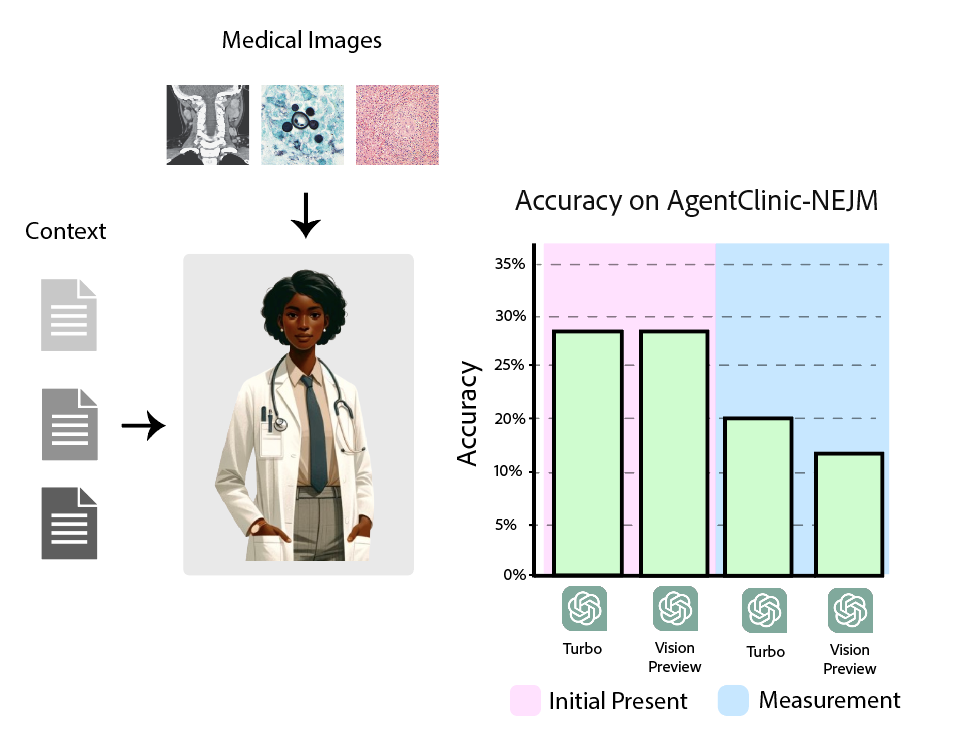 Medical Images
Context
Accuracy on AgentClinic-NEJM
Accuracy
35%
30%
25%
20%
10%
5%
0%
Turbo
Vision
Preview
Turbo
Vision
Preview
Initial Present
Measurement